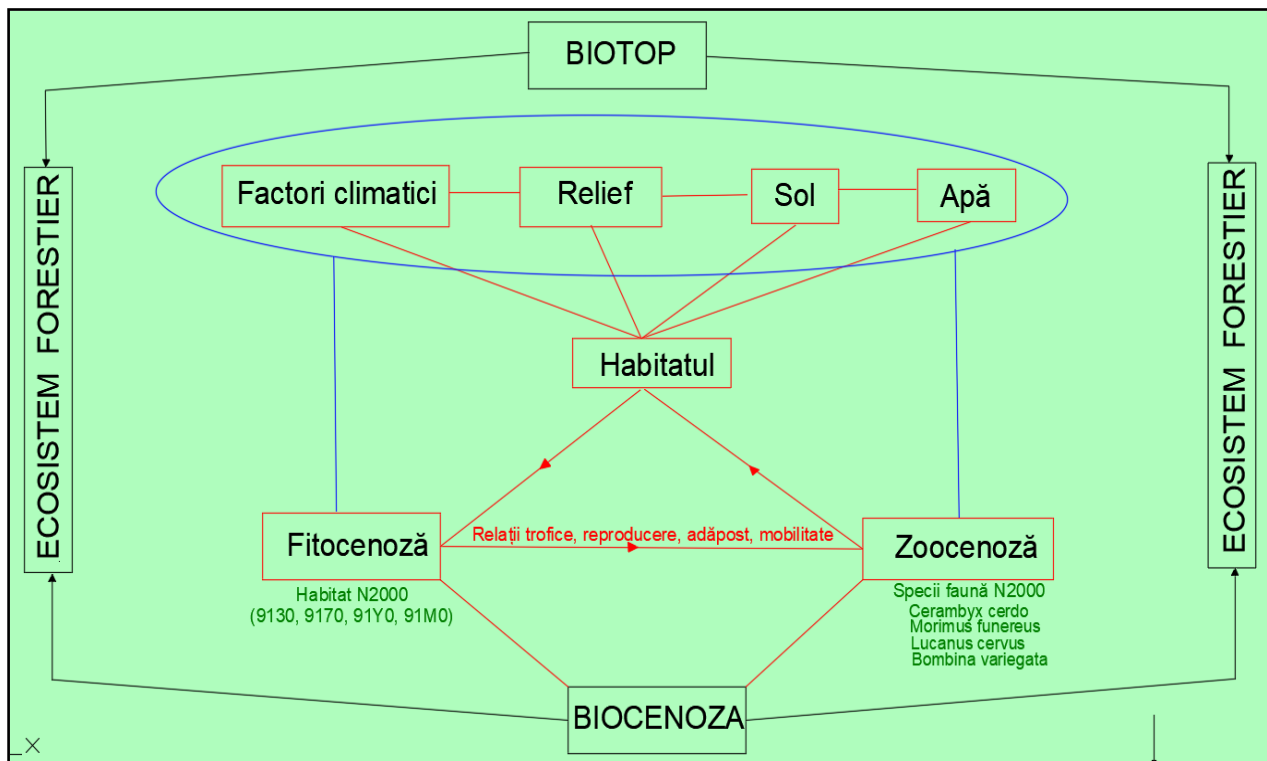 BIOTOP
Factori climatici
Relief
Sol
Apă
ECOSISTEM FORESTIER
ECOSISTEM FORESTIER
Habitatul
Relații trofice, reproducere, adăpost, mobilitate
Fitocenoză
Zoocenoză
Habitat N2000
(9130, 9170, 91Y0, 91M0)
Specii faună N2000
Cerambyx cerdo
Morimus funereus
Lucanus cervus
Bombina variegata
BIOCENOZA
X